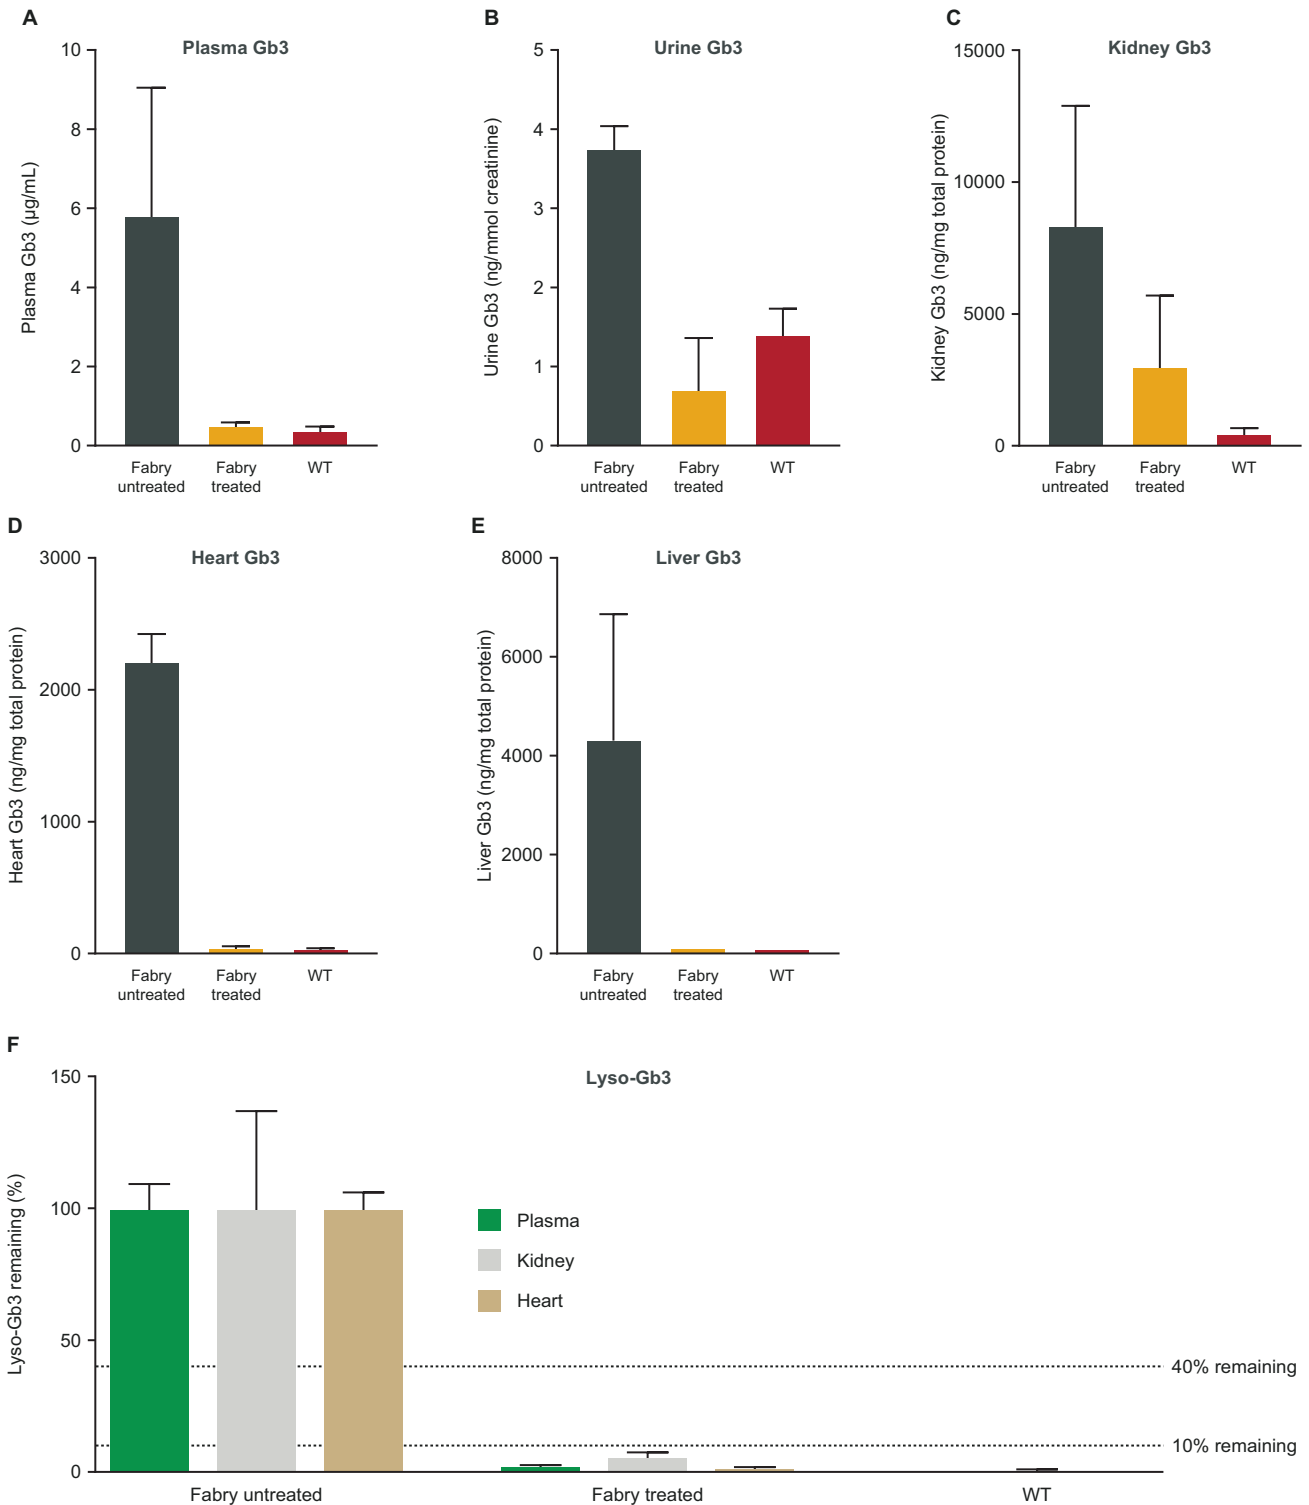 A
Plasma Gb3
Plasma Gb3 (µg/mL)
10
8
6
4
2
0
Fabry
untreated
Fabry
treated
WT
B
Urine Gb3
Urine Gb3 (ng/mmol creatinine)
5
4
3
2
1
0
Fabry
untreated
Fabry
treated
WT
C
Kidney Gb3
Kidney Gb3 (ng/mg total protein)
15000
10000
5000
0
Fabry
untreated
Fabry
treated
WT
D
Heart Gb3
Heart Gb3 (ng/mg total protein)
3000
2000
1000
0
Fabry
untreated
Fabry
treated
WT
E
Liver Gb3
Liver Gb3 (ng/mg total protein)
8000
6000
4000
2000
0
Fabry
untreated
Fabry
treated
WT
F
Lyso-Gb3
Lyso-Gb3 remaining (%)
150
100
50
0
Plasma
Kidney
Heart
40% remaining
10% remaining
Fabry untreated
Fabry treated
WT